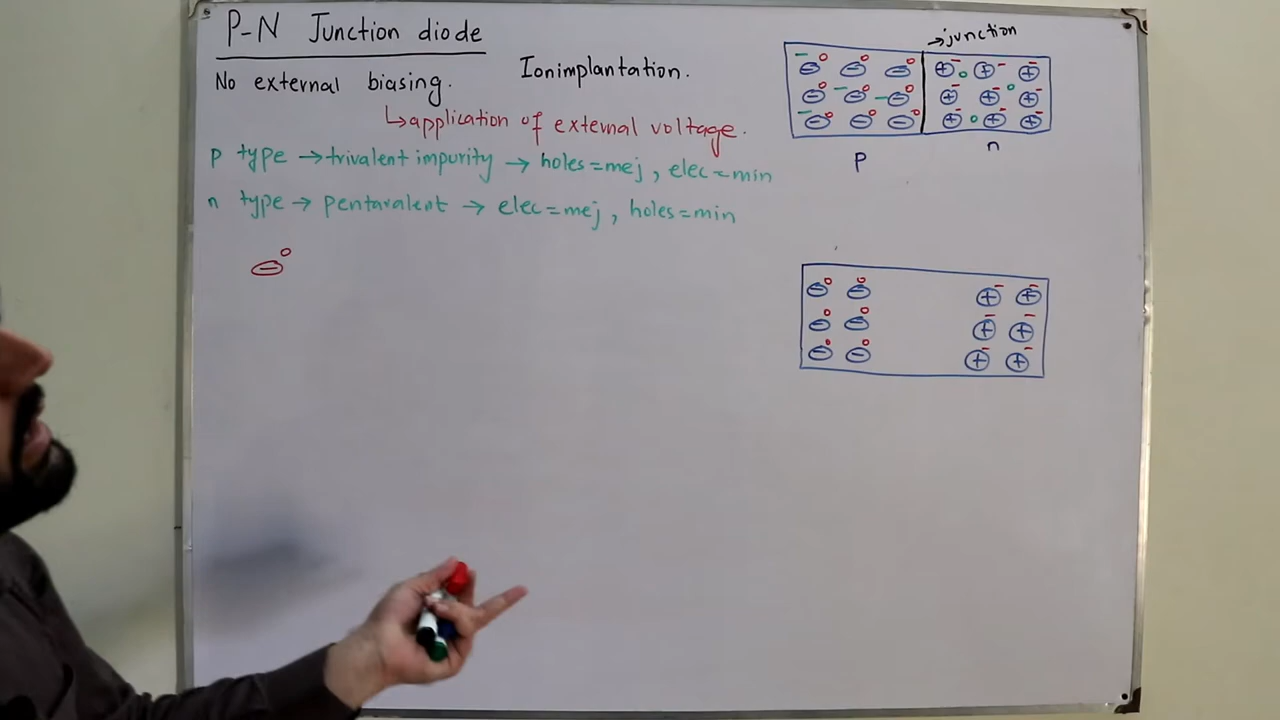 P-N Junction diode
No external biasing.
Ionimplantation.
↳application of external voltage.
P type → trivalent impurity → holes=mej, elec=min
n type → pentavalent → elec=mej, holes=min
→junction
P
n